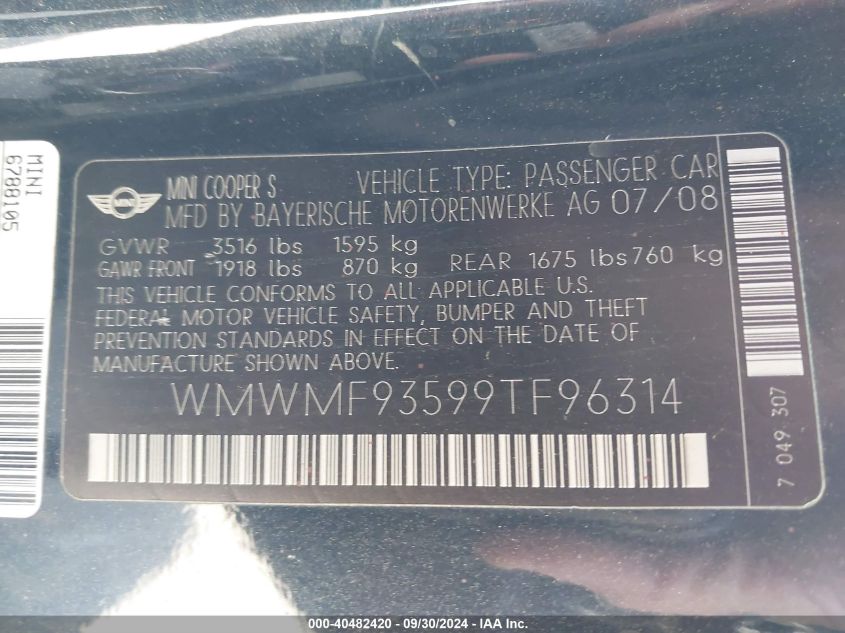 MINI
6788105
MINI COOPER S VEHICLE TYPE: PASSENGER CAR
MFD BY BAYERISCHE MOTORENWERKE AG 07/08
GVWR 3516 lbs 1595 kg
GAWR FRONT 1918 lbs 870 kg REAR 1675 lbs 760 kg
THIS VEHICLE CONFORMS TO ALL APPLICABLE U.S.
FEDERAL MOTOR VEHICLE SAFETY, BUMPER AND THEFT
PREVENTION STANDARDS IN EFFECT ON THE DATE OF
MANUFACTURE SHOWN ABOVE.
WMWMF93599TF96314
7 049 307
000-40482420 - 09/30/2024 - IAA Inc.